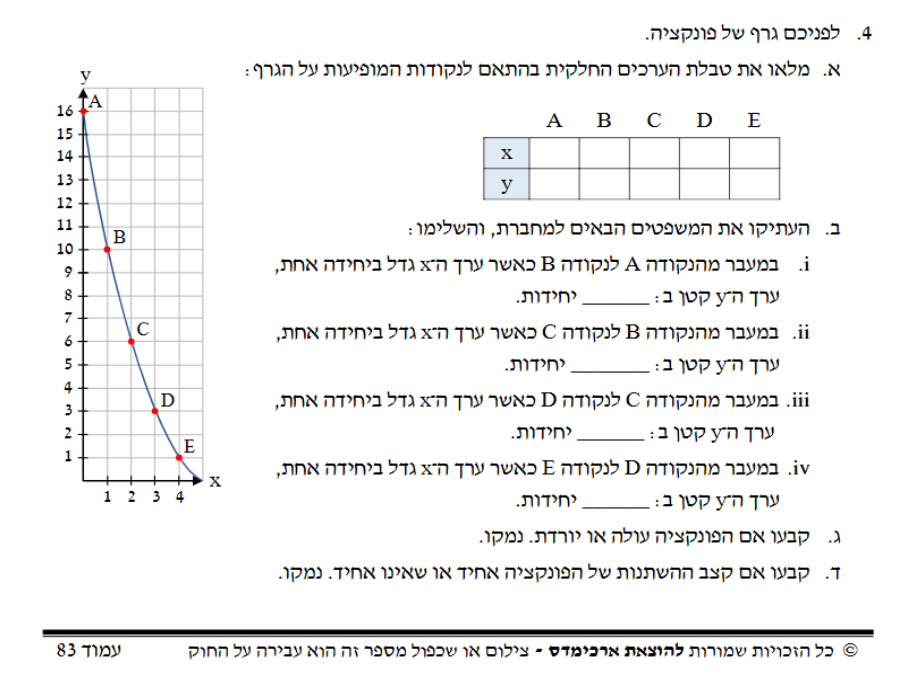 4. לפניכם גרף של פונקציה.
א. מלאו את טבלת הערכים החלקית בהתאם לנקודות המופיעות על הגרף:
A B C D E
x
y
ב. העתיקו את המשפטים הבאים למחברת, והשלימו:
i. במעבר מהנקודה A לנקודה B כאשר ערך ה־x גדל ביחידה אחת,
ערך ה־y קטן ב: _______ יחידות.
ii. במעבר מהנקודה B לנקודה C כאשר ערך ה־x גדל ביחידה אחת,
ערך ה־y קטן ב: ________ יחידות.
iii. במעבר מהנקודה C לנקודה D כאשר ערך ה־x גדל ביחידה אחת,
ערך ה־y קטן ב: _______ יחידות.
iv. במעבר מהנקודה D לנקודה E כאשר ערך ה־x גדל ביחידה אחת,
ערך ה־y קטן ב: _______ יחידות.
ג. קבעו אם הפונקציה עולה או יורדת. נמקו.
ד. קבעו אם קצב ההשתנות של הפונקציה אחיד או שאינו אחיד. נמקו.
y
16 A
15
14
13
12
11
B
10
9
8
7
C
6
5
4
D
3
2
E
1
x
1 2 3 4
© כל הזכויות שמורות להוצאת ארכימדס - צילום או שכפול מספר זה הוא עבירה על החוק עמוד 83